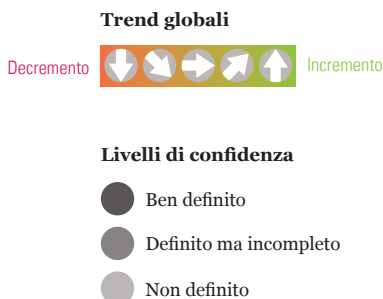 Trend globali
Decremento
Incremento
Livelli di confidenza
Ben definito
Definito ma incompleto
Non definito